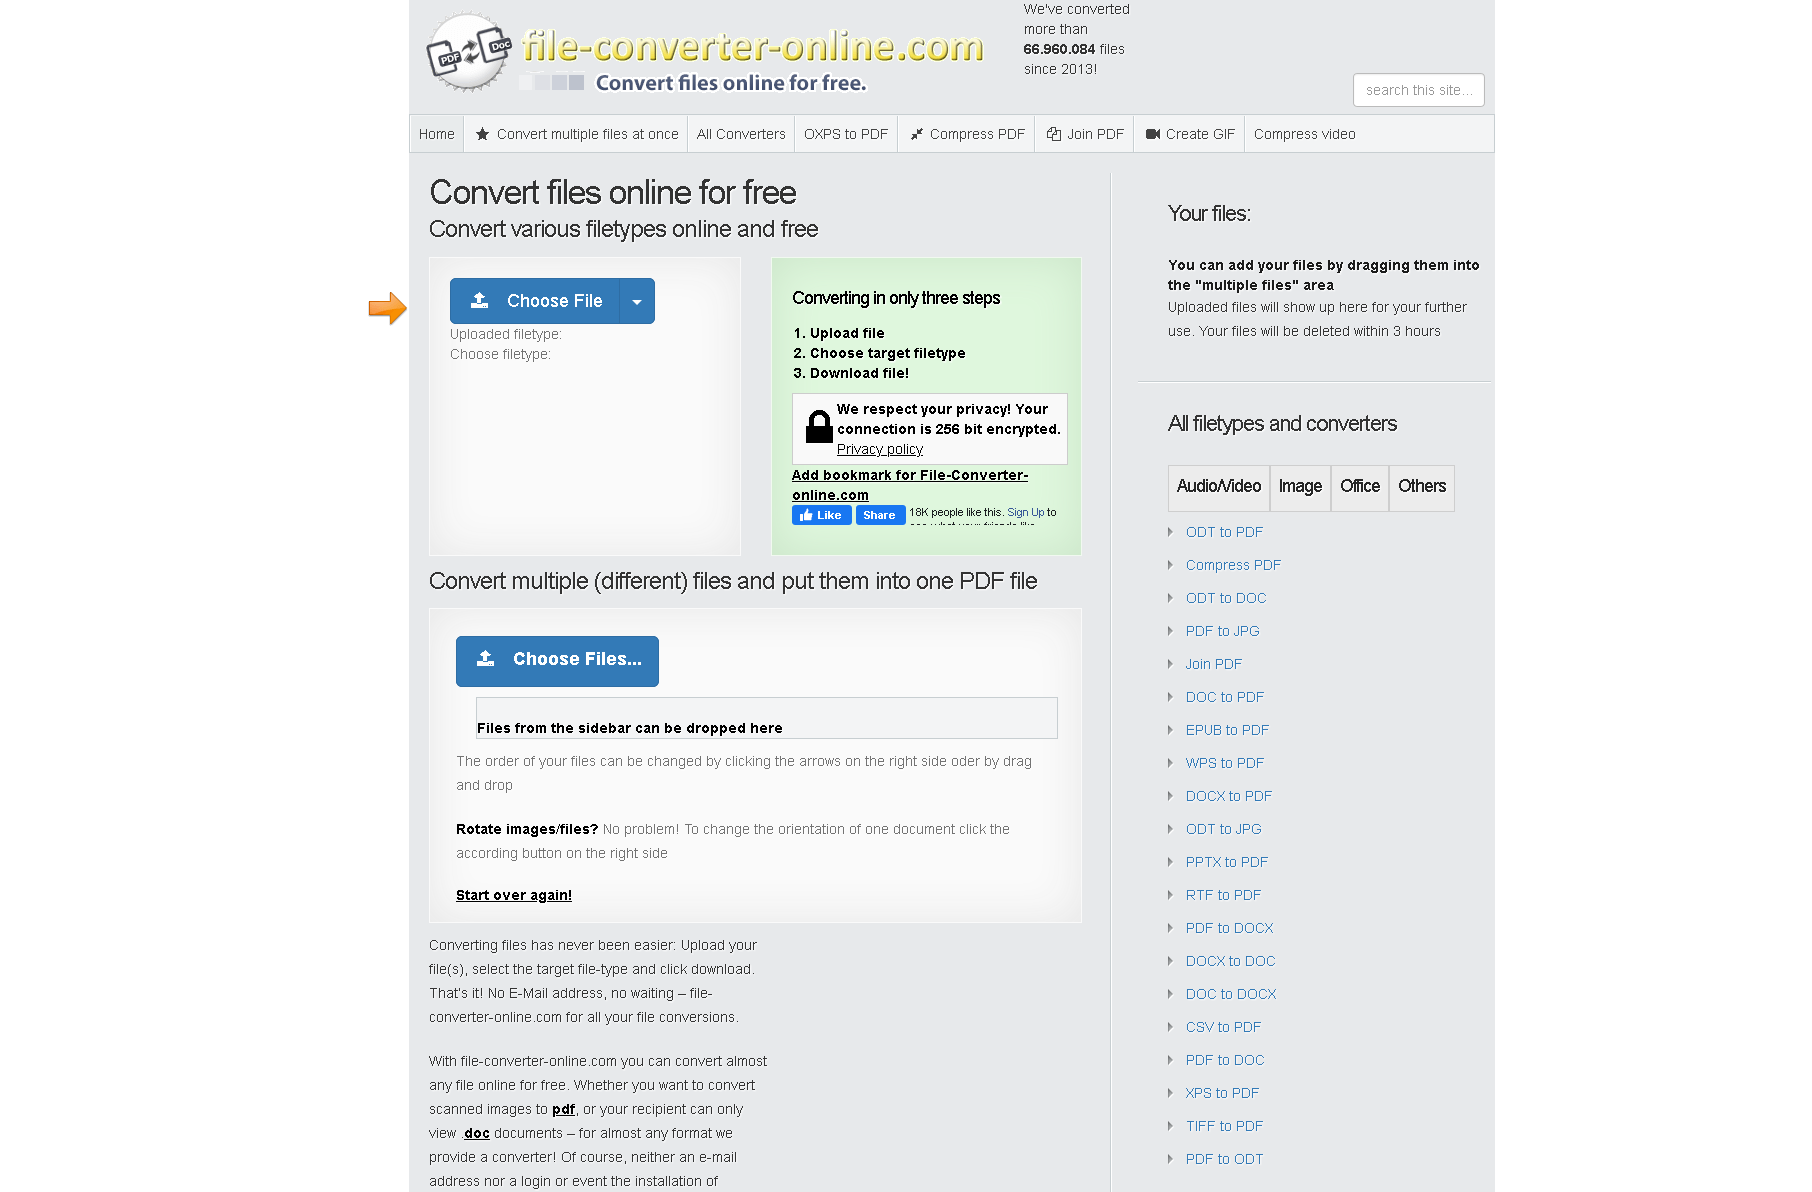 PDF
Doc
file-converter-online.com
Convert files online for free.
We've converted
more than
66.960.084 files
since 2013!
search this site...
Home
Convert multiple files at once
All Converters
OXPS to PDF
Compress PDF
Join PDF
Create GIF
Compress video
Convert files online for free
Convert various filetypes online and free
Choose File
Uploaded filetype:
Choose filetype:
Converting in only three steps
1. Upload file
2. Choose target filetype
3. Download file!
We respect your privacy! Your
connection is 256 bit encrypted.
Privacy policy
Add bookmark for File-Converter-
online.com
Like
Share
18K people like this. Sign Up to
Convert multiple (different) files and put them into one PDF file
Choose Files...
Files from the sidebar can be dropped here
The order of your files can be changed by clicking the arrows on the right side oder by drag
and drop
Rotate images/files? No problem! To change the orientation of one document click the
according button on the right side
Start over again!
Converting files has never been easier: Upload your
file(s), select the target file-type and click download.
That's it! No E-Mail address, no waiting – file-
converter-online.com for all your file conversions.
With file-converter-online.com you can convert almost
any file online for free. Whether you want to convert
scanned images to pdf, or your recipient can only
view .doc documents – for almost any format we
provide a converter! Of course, neither an e-mail
address nor a login or event the installation of
Your files:
You can add your files by dragging them into
the "multiple files" area
Uploaded files will show up here for your further
use. Your files will be deleted within 3 hours
All filetypes and converters
Audio/Video
Image
Office
Others
ODT to PDF
Compress PDF
ODT to DOC
PDF to JPG
Join PDF
DOC to PDF
EPUB to PDF
WPS to PDF
DOCX to PDF
ODT to JPG
PPTX to PDF
RTF to PDF
PDF to DOCX
DOCX to DOC
DOC to DOCX
CSV to PDF
PDF to DOC
XPS to PDF
TIFF to PDF
PDF to ODT